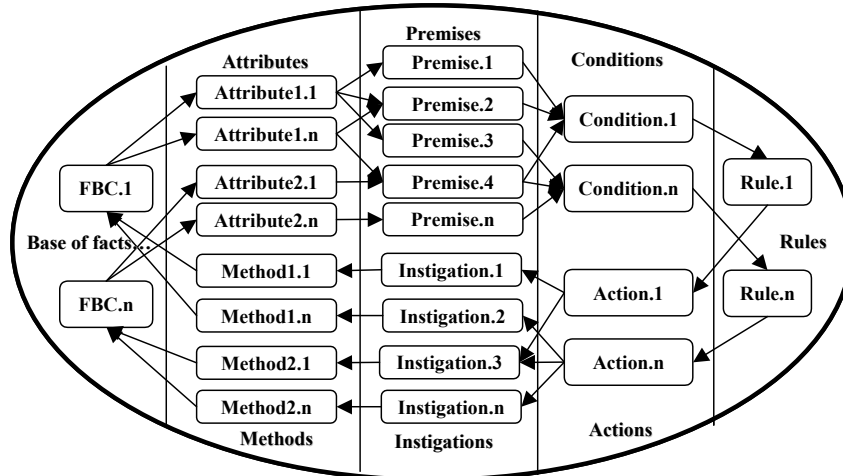 Premises
Attributes
Conditions
Premise.1
Attribute1.1
Premise.2
Condition.1
Attribute1.n
Premise.3
FBC.1
Attribute2.1
Premise.4
Condition.n
Rule.1
Attribute2.n
Premise.n
Base of facts...
Rules
Method1.1
Instigation.1
FBC.n
Action.1
Rule.n
Method1.n
Instigation.2
Method2.1
Instigation.3
Action.n
Method2.n
Instigation.n
Methods
Instigations
Actions